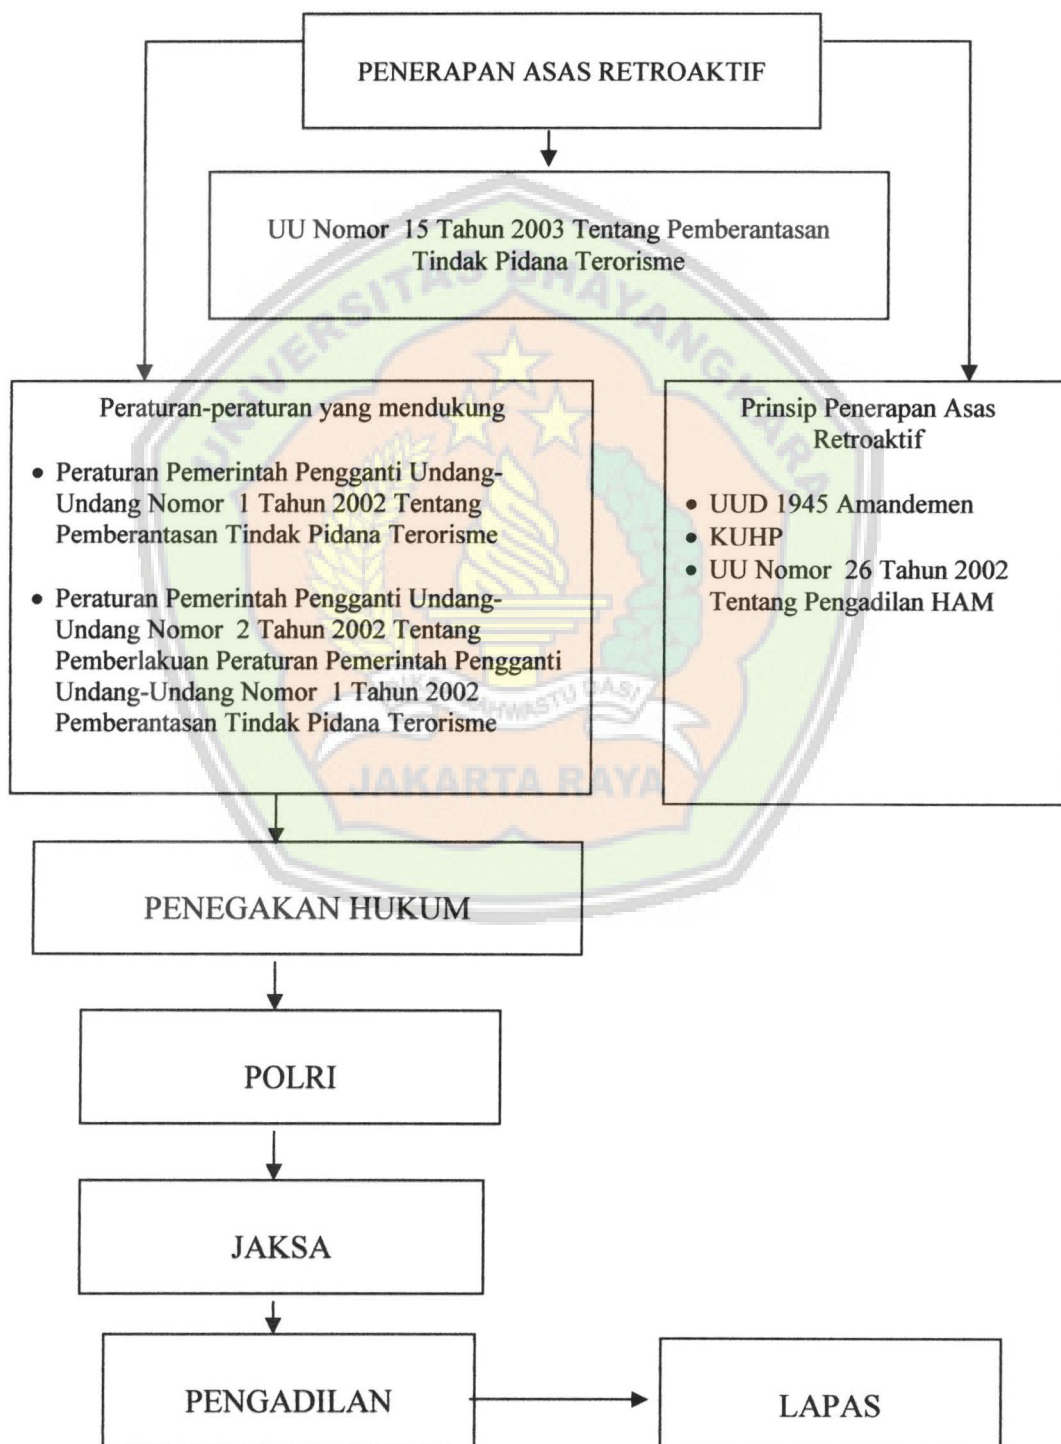 PENERAPAN ASAS RETROAKTIF
UU Nomor 15 Tahun 2003 Tentang Pemberantasan
Tindak Pidana Terorisme
Peraturan-peraturan yang mendukung
• Peraturan Pemerintah Pengganti Undang-
Undang Nomor 1 Tahun 2002 Tentang
Pemberantasan Tindak Pidana Terorisme
• Peraturan Pemerintah Pengganti Undang-
Undang Nomor 2 Tahun 2002 Tentang
Pemberlakuan Peraturan Pemerintah Pengganti
Undang-Undang Nomor 1 Tahun 2002
Pemberantasan Tindak Pidana Terorisme
Prinsip Penerapan Asas
Retroaktif
• UUD 1945 Amandemen
• KUHP
• UU Nomor 26 Tahun 2002
Tentang Pengadilan HAM
PENEGAKAN HUKUM
POLRI
JAKSA
PENGADILAN
LAPAS
UNIVERSITAS BHAYANGKARA
JAKARTA RAYA